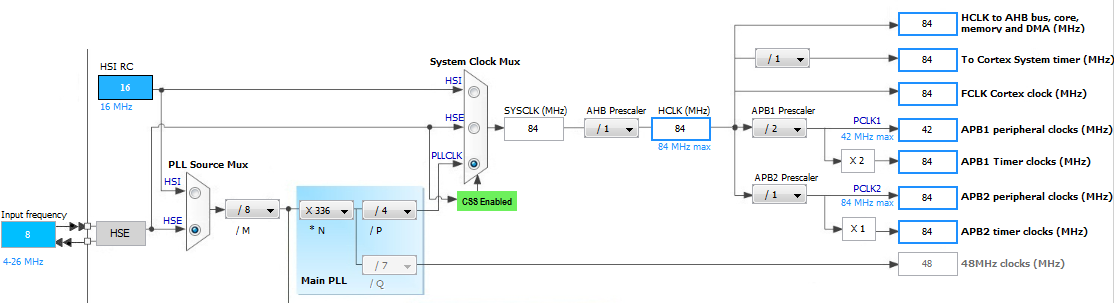 HCLK to AHB bus, core,
memory and DMA (MHz)
84
/ 1
84
To Cortex System timer (MHz)
HSI RC
16
16 MHz
System Clock Mux
HSI
84
FCLK Cortex clock (MHz)
HSE
SYSCLK (MHz)
84
AHB Prescaler
/ 1
HCLK (MHz)
84
84 MHz max
APB1 Prescaler
/ 2
PCLK1
42 MHz max
42
APB1 peripheral clocks (MHz)
PLLCLK
X 2
84
APB1 Timer clocks (MHz)
PLL Source Mux
HSI
HSE
CSS Enabled
APB2 Prescaler
/ 1
PCLK2
84 MHz max
84
APB2 peripheral clocks (MHz)
Input frequency
8
4-26 MHz
HSE
/ 8
/ M
X 336
* N
/ 4
/ P
X 1
84
APB2 timer clocks (MHz)
/ 7
/ Q
Main PLL
48
48MHz clocks (MHz)